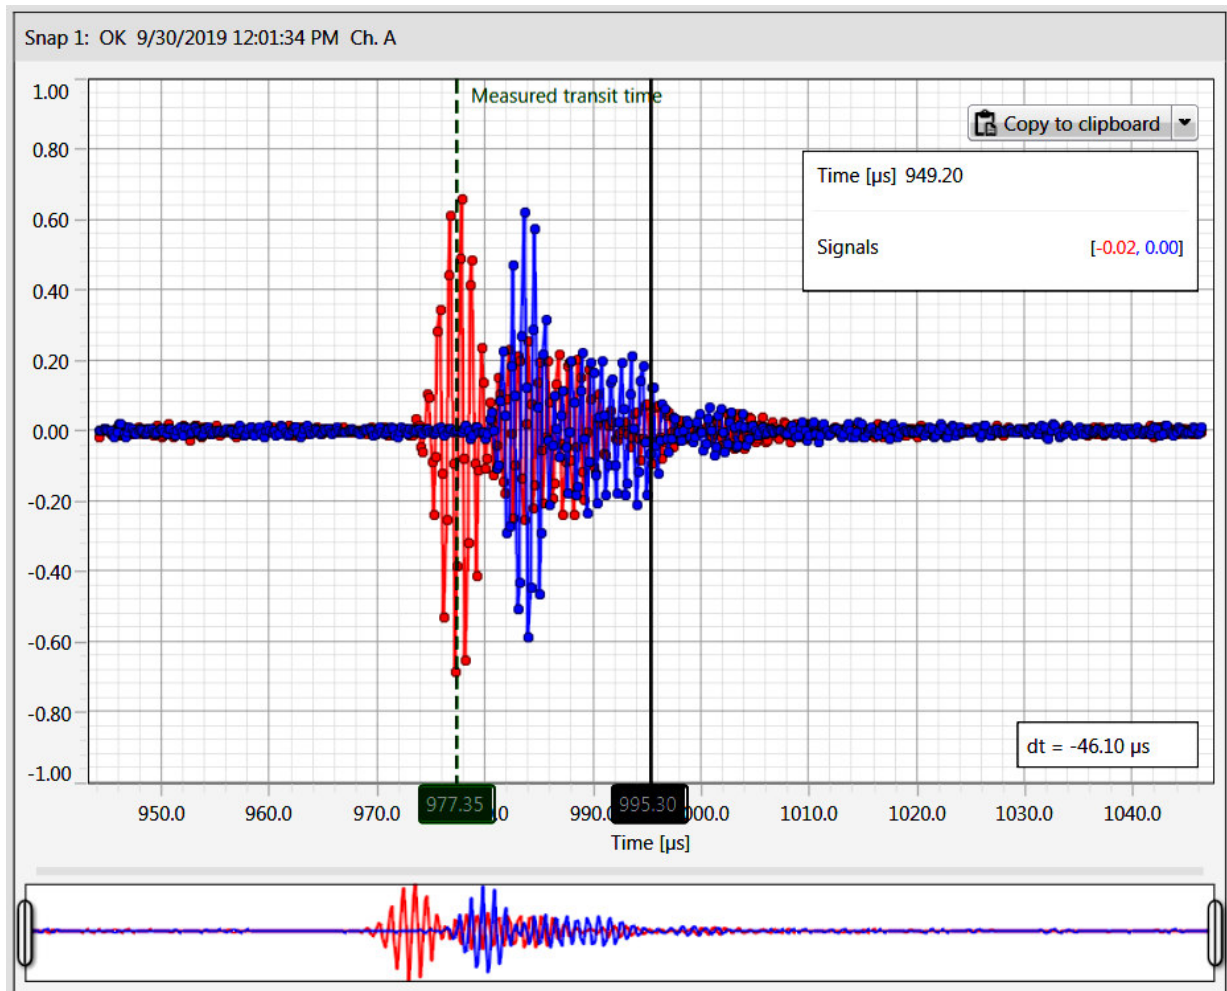 Snap 1: OK 9/30/2019 12:01:34 PM Ch. A
Measured transit time
Copy to clipboard
Time [µs] 949.20
Signals [-0.02, 0.00]
1.00
0.80
0.60
0.40
0.20
0.00
-0.20
-0.40
-0.60
-0.80
-1.00
dt = -46.10 µs
950.0 960.0 970.0 977.35 990. 995.30 000.0 1010.0 1020.0 1030.0 1040.0
Time [µs]